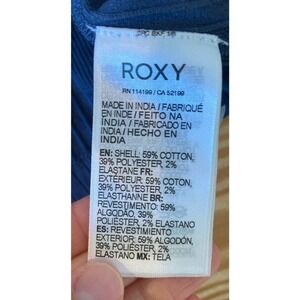 ROXY
RN 114199 / CA 52199
MADE IN INDIA / FABRIQUÉ
EN INDE / FEITO NA
ÍNDIA / FABRICADO EN
INDIA / HECHO EN
INDIA
EN: SHELL: 59% COTTON,
39% POLYESTER, 2%
ELASTANE FR:
EXTÉRIEUR: 59% COTON,
39% POLYESTER, 2%
ELASTHANNE BR:
REVESTIMENTO: 59%
ALGODÃO, 39%
POLIÉSTER, 2% ELASTANO
ES: REVESTIMIENTO
EXTERIOR: 59% ALGODÓN,
39% POLIÉSTER, 2%
ELASTANO MX: TELA